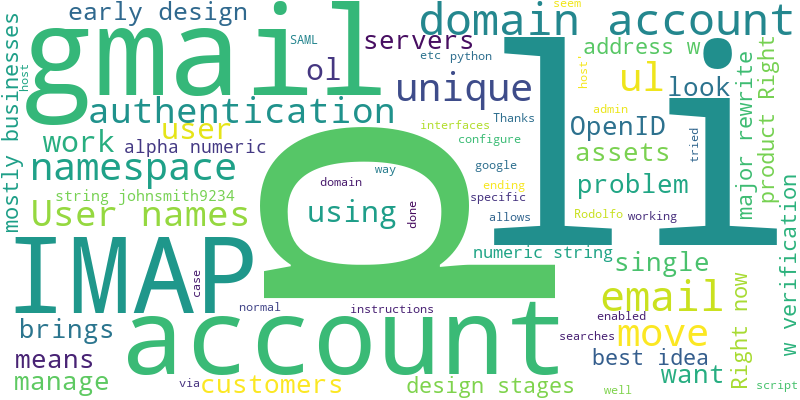 early design
gmail
SAML
servers
seem
domain account
mostly businesses
host
ol
etc
python
unique
address w
ul
look
authentication
user
Thanks
host`
admin
OpenID
tried
major rewrite
product Right
work
alpha numeric
interfaces
configure
assets
li
p
namespace
google
way
domain
ending
specific
problem
string johnsmith9234
User names
using
done
allows
Rodolfo
working
numeric string
single
IMAP
case
email
w verification
brings
normal
instructions
enabled
move
account
searches
means
best idea
Right now
manage
via
customers
design stages
well
want
script